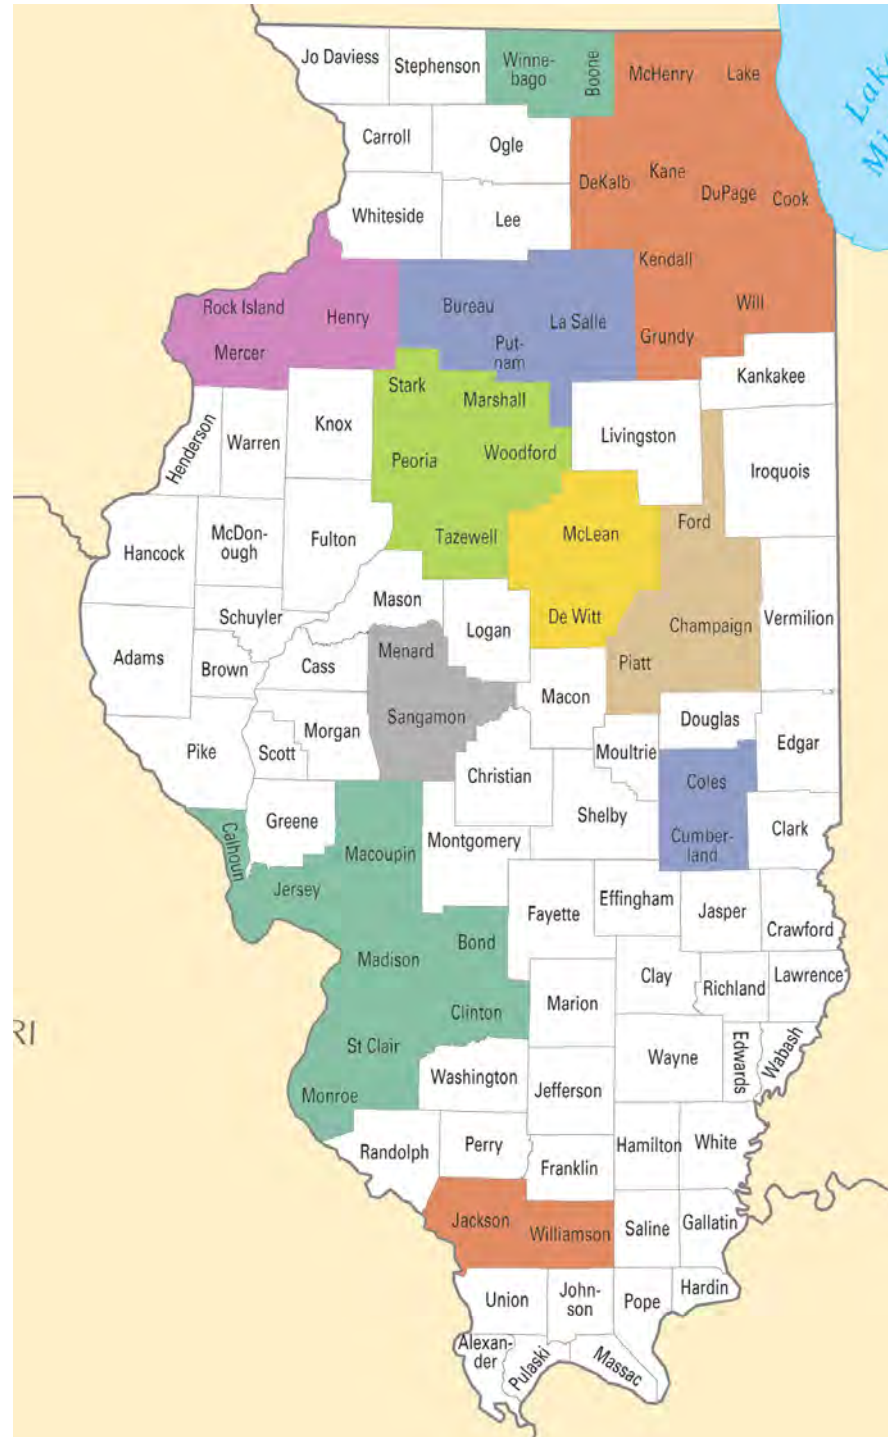 Jo Daviess
Stephenson
Winne-
bago
Boone
McHenry
Lake
Lake
Mi
Carroll
Ogle
DeKalb
Kane
DuPage
Cook
Whiteside
Lee
Kendall
Will
Grundy
Rock Island
Henry
Mercer
Bureau
La Salle
Put-
nam
Kankakee
Stark
Marshall
Henderson
Warren
Knox
Peoria
Woodford
Livingston
Iroquois
Hancock
McDon-
ough
Fulton
Tazewell
McLean
Ford
Schuyler
Mason
Logan
De Witt
Champaign
Vermilion
Adams
Brown
Cass
Menard
Piatt
Macon
Pike
Scott
Morgan
Sangamon
Christian
Moultrie
Douglas
Edgar
Coles
Shelby
Cumber-
land
Clark
Calhoun
Greene
Macoupin
Montgomery
Jersey
Fayette
Effingham
Jasper
Crawford
Madison
Bond
Clay
Richland
Lawrence
RI
St Clair
Clinton
Marion
Wayne
Edwards
Wabash
Monroe
Washington
Jefferson
Randolph
Perry
Franklin
Hamilton
White
Jackson
Williamson
Saline
Gallatin
Union
John-
son
Pope
Hardin
Alexan-
der
Pulaski
Massac